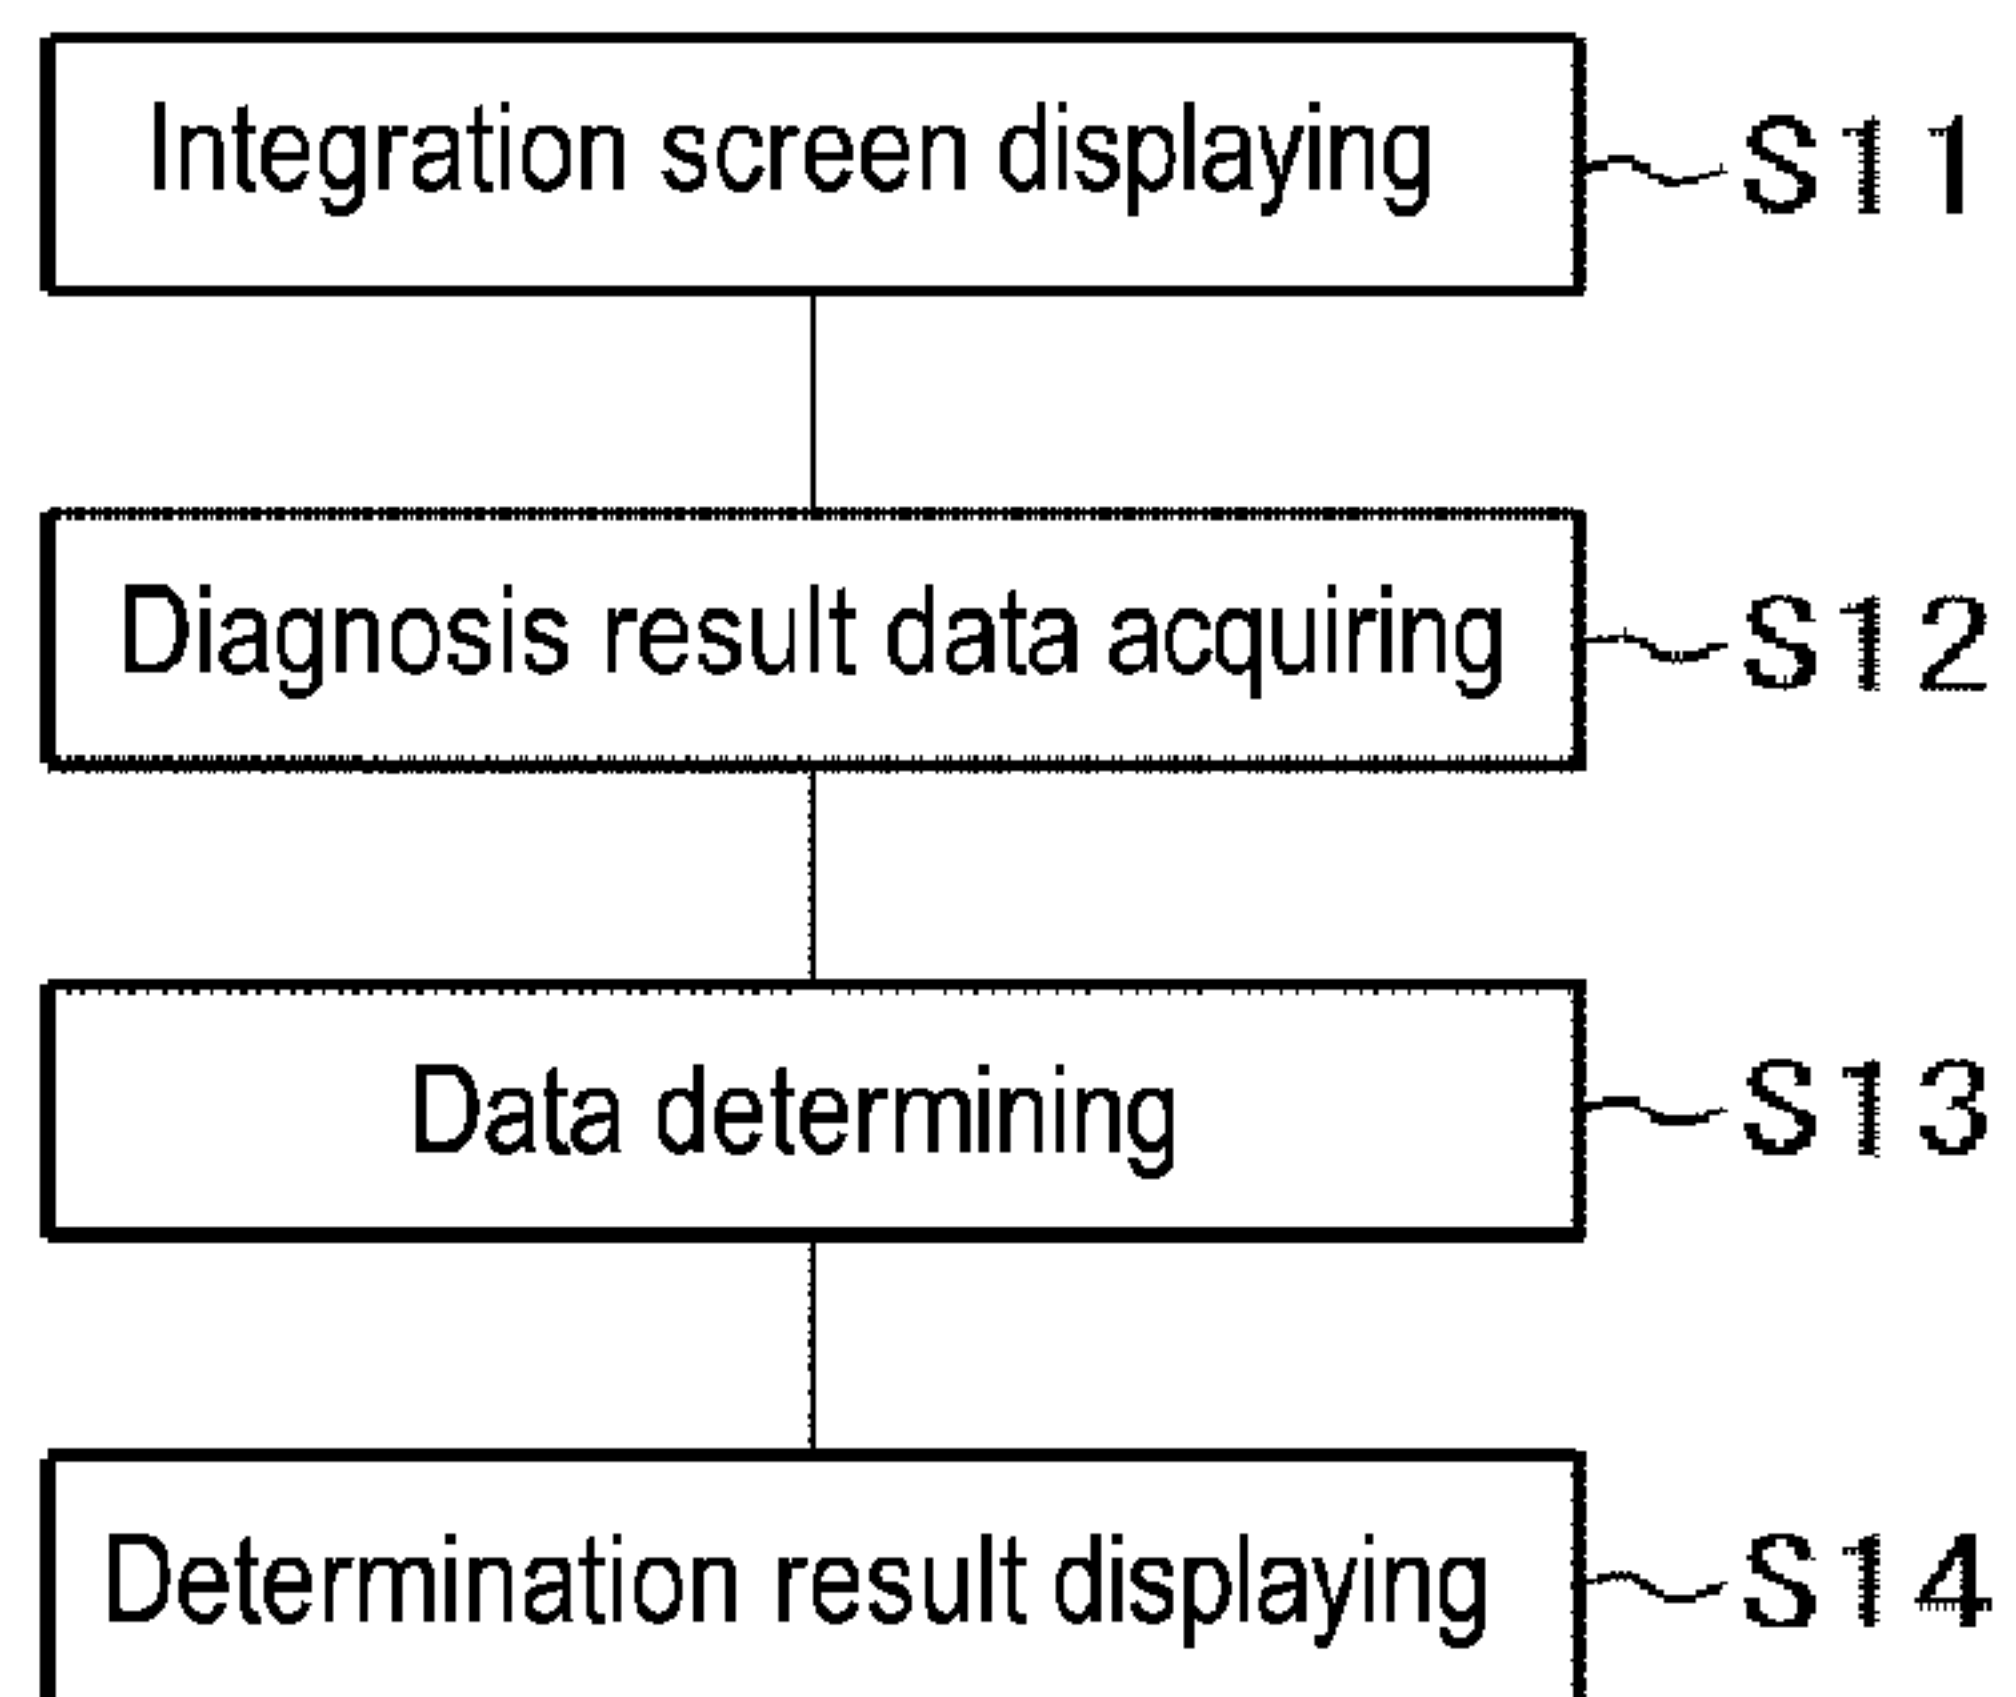 Integration screen displaying S11
Diagnosis result data acquiring S12
Data determining S13
Determination result displaying S14